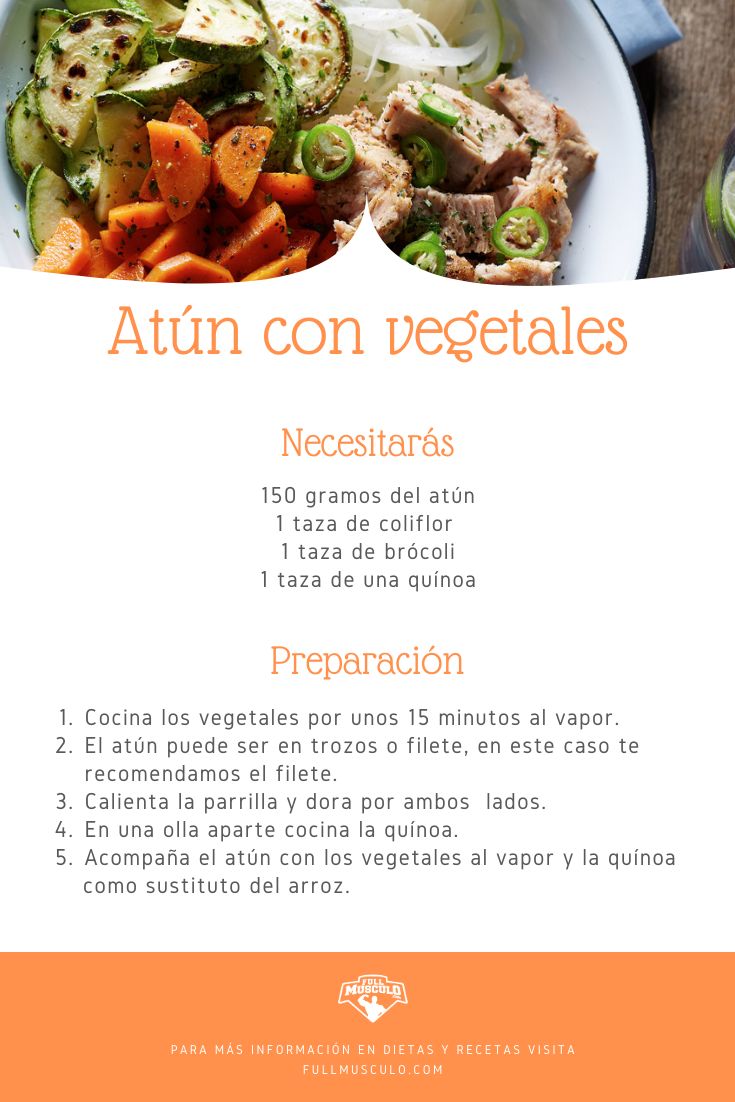 Atún con vegetales
Necesitarás
150 gramos del atún
1 taza de coliflor
1 taza de brócoli
1 taza de una quínoa
Preparación
1. Cocina los vegetales por unos 15 minutos al vapor.
2. El atún puede ser en trozos o filete, en este caso te
recomendamos el filete.
3. Calienta la parrilla y dora por ambos lados.
4. En una olla aparte cocina la quínoa.
5. Acompaña el atún con los vegetales al vapor y la quínoa
como sustituto del arroz.
FULL
MUSCULO
PARA MÁS INFORMACIÓN EN DIETAS Y RECETAS VISITA
FULLMUSCULO.COM